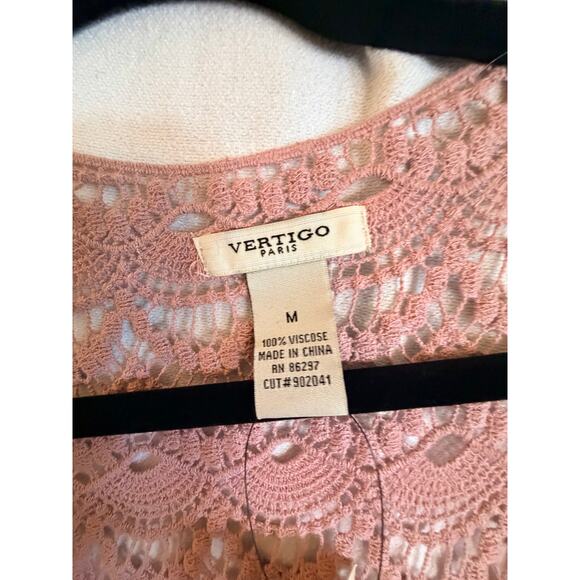 VERTIGO
PARIS
M
100% VISCOSE
MADE IN CHINA
RN 86297
CUT#902041